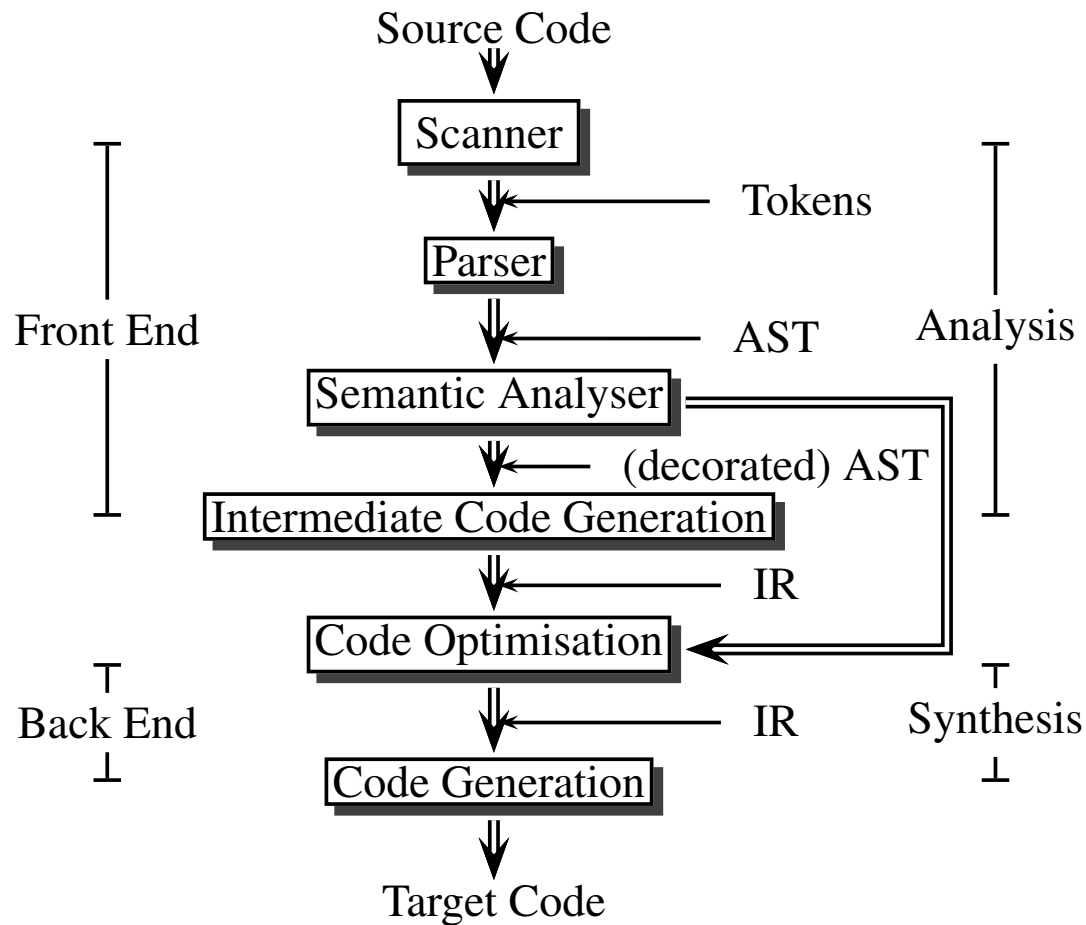 Source Code
Scanner
Tokens
Parser
Front End
AST
Analysis
Semantic Analyser
(decorated) AST
Intermediate Code Generation
IR
Code Optimisation
Back End
IR
Synthesis
Code Generation
Target Code